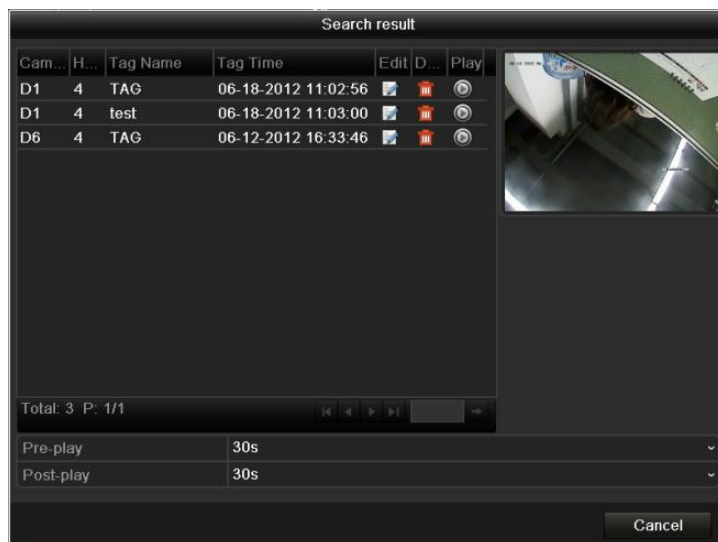 Search result
Cam... H... Tag Name Tag Time Edit D... Play
D1 4 TAG 06-18-2012 11:02:56
D1 4 test 06-18-2012 11:03:00
D6 4 TAG 06-12-2012 16:33:46
Total: 3 P: 1/1
Pre-play 30s
Post-play 30s
Cancel